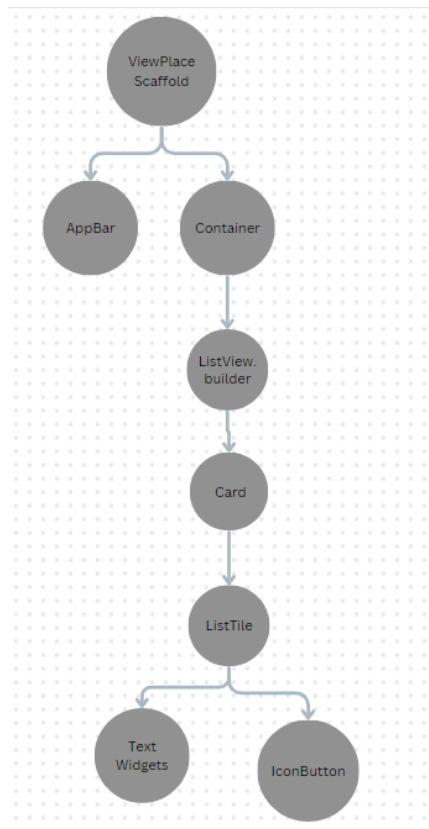 ViewPlace
Scaffold
AppBar
Container
ListView.
builder
Card
ListTile
Text
Widgets
IconButton